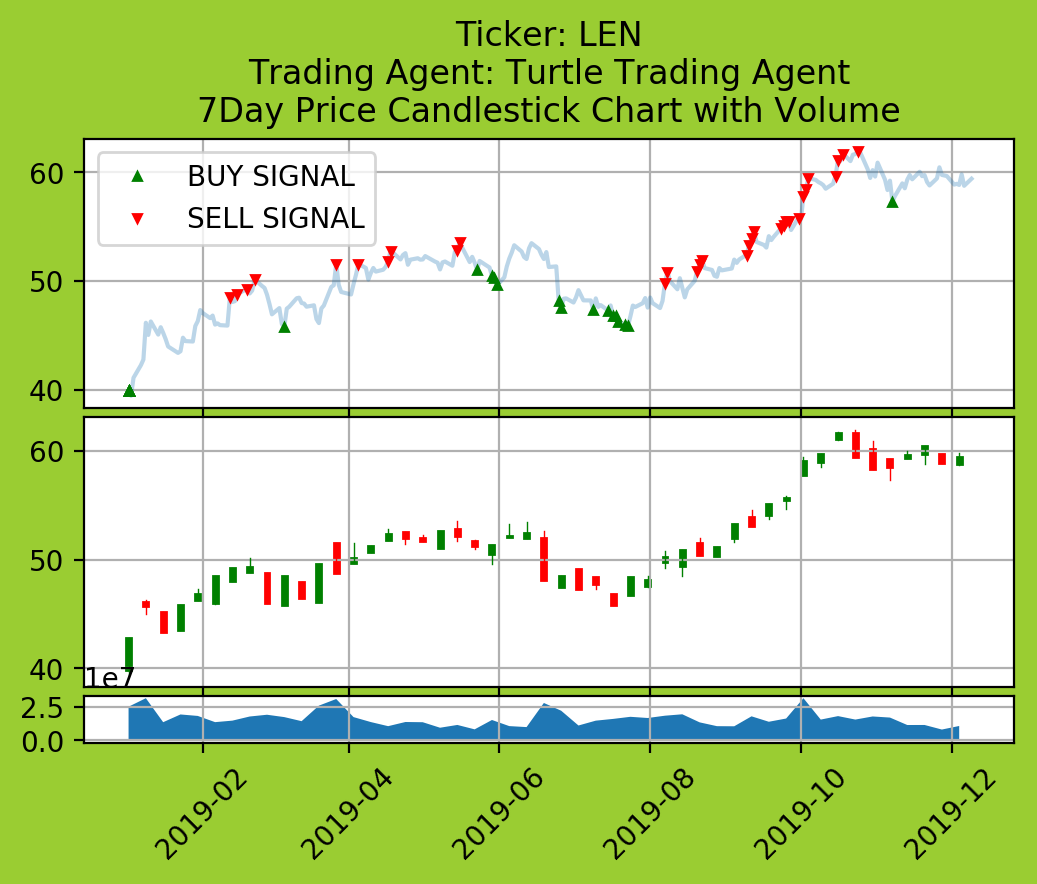 Ticker: LEN
Trading Agent: Turtle Trading Agent
7Day Price Candlestick Chart with Volume
BUY SIGNAL
SELL SIGNAL
60
50
40
60
50
40
1e7
2.5
0.0
2019-02
2019-04
2019-06
2019-08
2019-10
2019-12